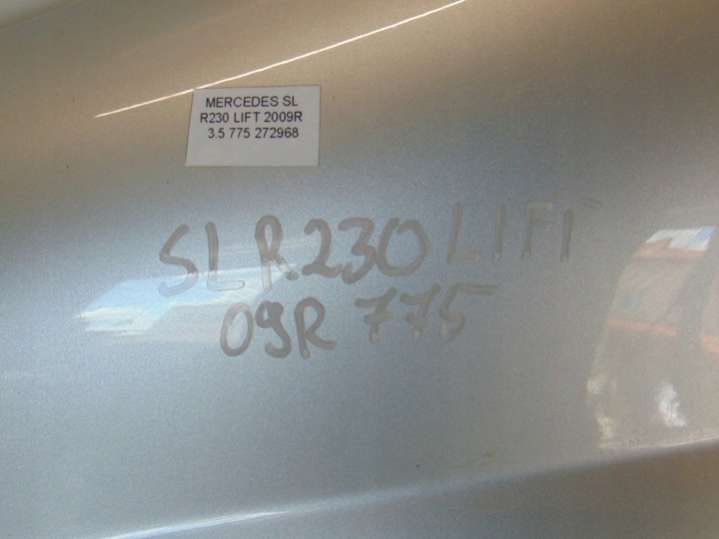 MERCEDES SL
R230 LIFT 2009R
3.5 775 272968
SL R230 LIFT
09R 775